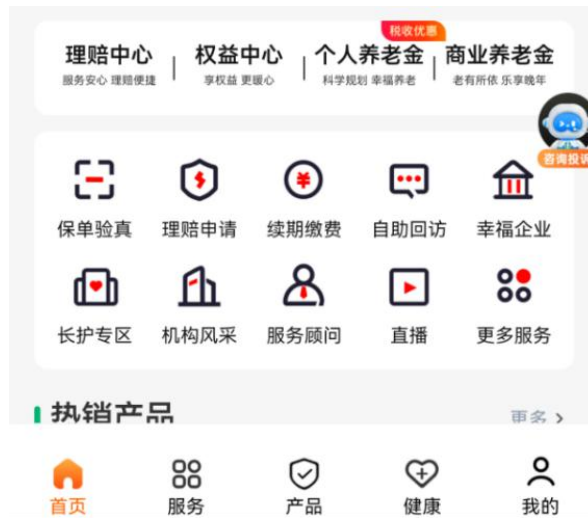 税收优惠
理赔中心 权益中心 个人养老金 商业养老金
服务安心 理赔便捷 享权益 更暖心 科学规划 幸福养老 老有所依 乐享晚年
咨询投诉
保单验真 理赔申请 续期缴费 自助回访 幸福企业
长护专区 机构风采 服务顾问 直播 更多服务
热销产品 更多
首页 服务 产品 健康 我的